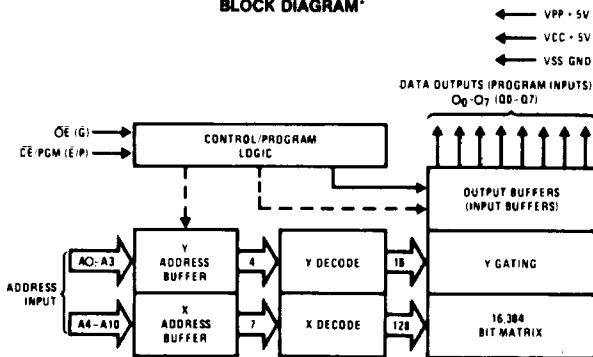 BLOCK DIAGRAM*
VPP + 5V
VCC + 5V
VSS GND
DATA OUTPUTS (PROGRAM INPUTS)
O0-O7 (Q0-Q7)
OE (G)
CE/PGM (E/P)
CONTROL/PROGRAM
LOGIC
OUTPUT BUFFERS
(INPUT BUFFERS)
ADDRESS
INPUT
A0-A3
Y
ADDRESS
BUFFER
4
Y DECODE
16
Y GATING
A4-A10
X
ADDRESS
BUFFER
7
X DECODE
128
16,384
BIT MATRIX